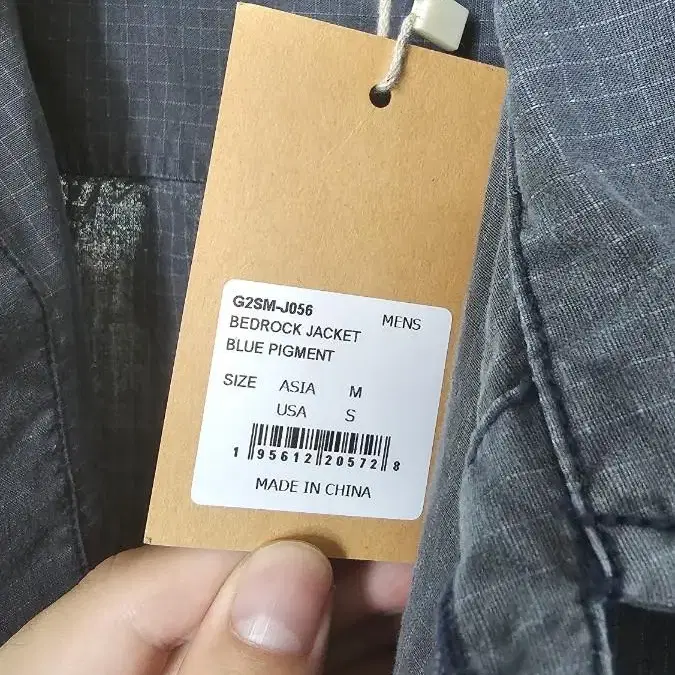 G2SM-J056 MENS
BEDROCK JACKET
BLUE PIGMENT
SIZE ASIA M
USA S
1 95612 20572 8
MADE IN CHINA